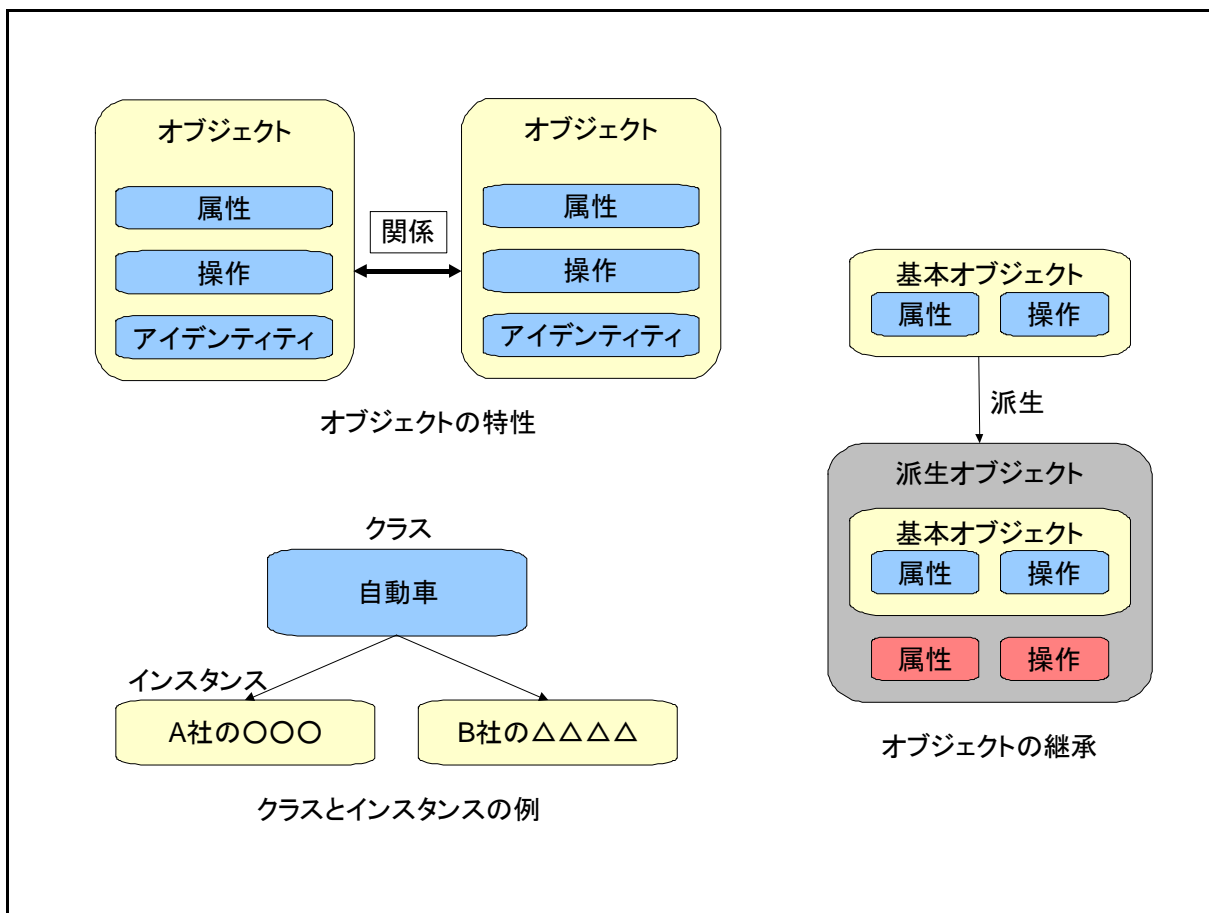 オブジェクト
属性
操作
アイデンティティ
関係
オブジェクト
属性
操作
アイデンティティ
オブジェクトの特性
クラス
自動車
インスタンス
A社の〇〇〇
B社の△△△△
クラスとインスタンスの例
基本オブジェクト
属性 操作
派生
派生オブジェクト
基本オブジェクト
属性 操作
属性 操作
オブジェクトの継承